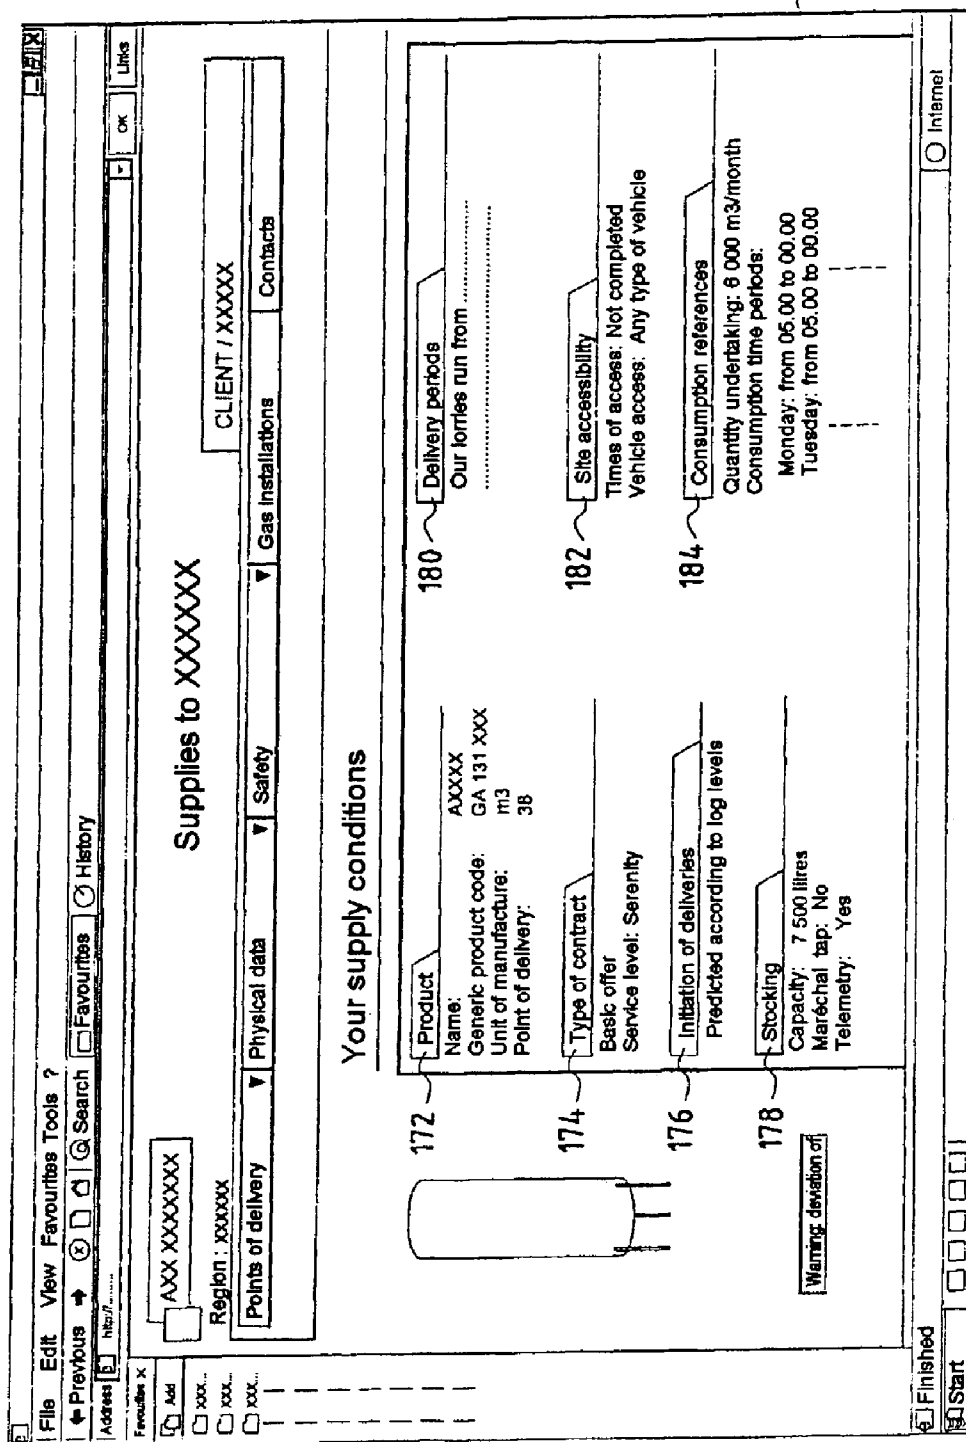 File Edit View Favourites Tools ?
Previous Search Favourites History
Address http://........ OK Links
Favourites X
Add
XXX...
XXX...
XXX...
AXX XXXXXXX
Supplies to XXXXXX
CLIENT / XXXXX
Region : XXXXXX
Points of delivery Physical data Safety Gas installations Contacts
Your supply conditions
172
Product
Name: AXXXX
Generic product code: GA 131 XXX
Unit of manufacture: m3
Point of delivery: 38
174
Type of contract
Basic offer
Service level: Serenity
176
Initiation of deliveries
Predicted according to log levels
178
Stocking
Capacity: 7 500 litres
Maréchal tap: No
Telemetry: Yes
180
Delivery periods
Our lorries run from ....................
182
Site accessibility
Times of access: Not completed
Vehicle access: Any type of vehicle
184
Consumption references
Quantity undertaking: 6 000 m3/month
Consumption time periods:
Monday: from 05.00 to 00.00
Tuesday: from 05.00 to 00.00
Warning: deviation of
Finished Internet
Start